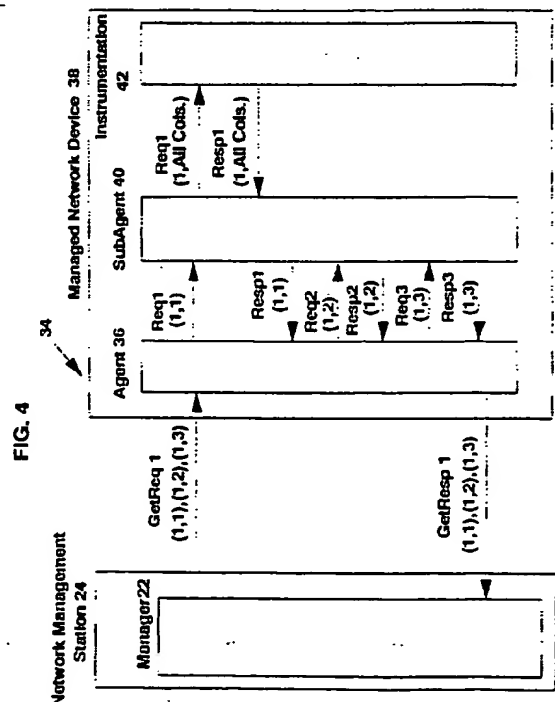 FIG. 4
34
Network Management
Station 24
Manager22
GetReq 1
(1,1),(1,2),(1,3)
GetResp 1
(1,1),(1,2),(1,3)
Managed Network Device 38
Agent 36
SubAgent 40
Instrumentation
42
Req1
(1,1)
Resp1
(1,1)
Req2
(1,2)
Resp2
(1,2)
Req3
(1,3)
Resp3
(1,3)
Req1
(1,All Cols.)
Resp1
(1,All Cols.)